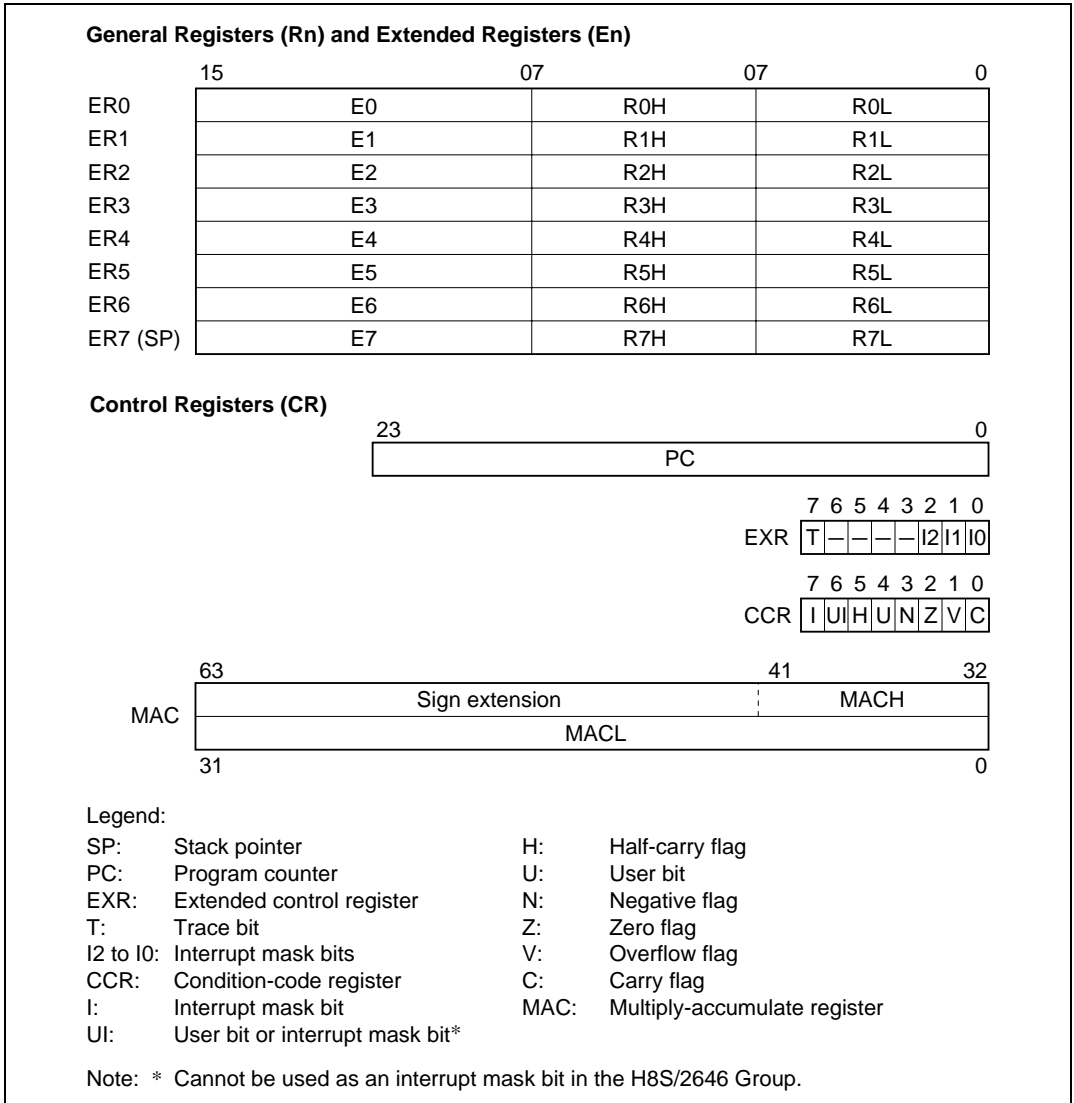 General Registers (Rn) and Extended Registers (En)
15 07 07 0
ER0 E0 R0H R0L
ER1 E1 R1H R1L
ER2 E2 R2H R2L
ER3 E3 R3H R3L
ER4 E4 R4H R4L
ER5 E5 R5H R5L
ER6 E6 R6H R6L
ER7 (SP) E7 R7H R7L
Control Registers (CR)
23 0
PC
7 6 5 4 3 2 1 0
EXR T — — — — I2 I1 I0
7 6 5 4 3 2 1 0
CCR I UI H U N Z V C
63 41 32
Sign extension MACH
MAC
MACL
31 0
Legend:
SP: Stack pointer H: Half-carry flag
PC: Program counter U: User bit
EXR: Extended control register N: Negative flag
T: Trace bit Z: Zero flag
I2 to I0: Interrupt mask bits V: Overflow flag
CCR: Condition-code register C: Carry flag
I: Interrupt mask bit MAC: Multiply-accumulate register
UI: User bit or interrupt mask bit*
Note: * Cannot be used as an interrupt mask bit in the H8S/2646 Group.